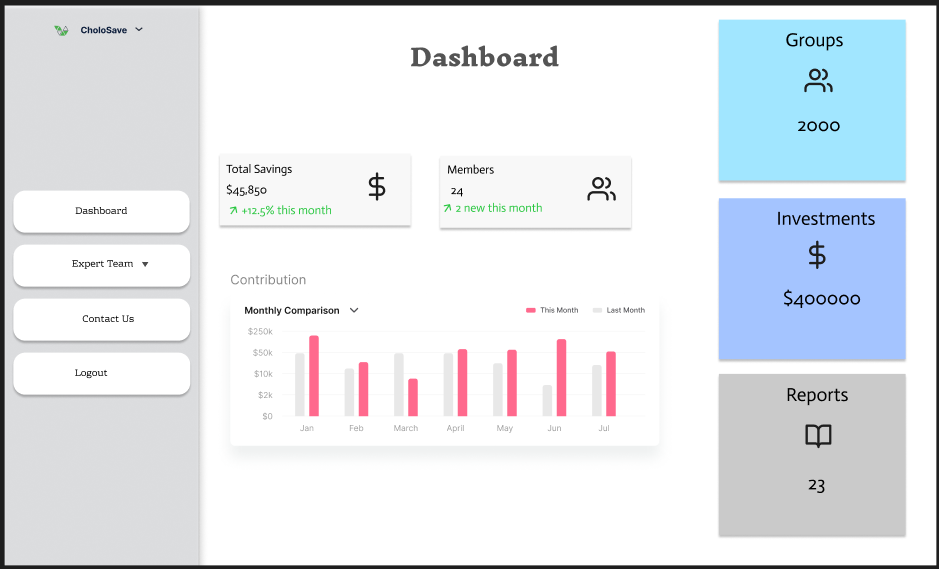 CholoSave
Dashboard
Expert Team
Contact Us
Logout
Dashboard
Total Savings
$45,850
+12.5% this month
Members
24
2 new this month
Contribution
Monthly Comparison
This Month
Last Month
$250k
$50k
$10k
$2k
$0
Jan
Feb
March
April
May
Jun
Jul
Groups
2000
Investments
$400000
Reports
23